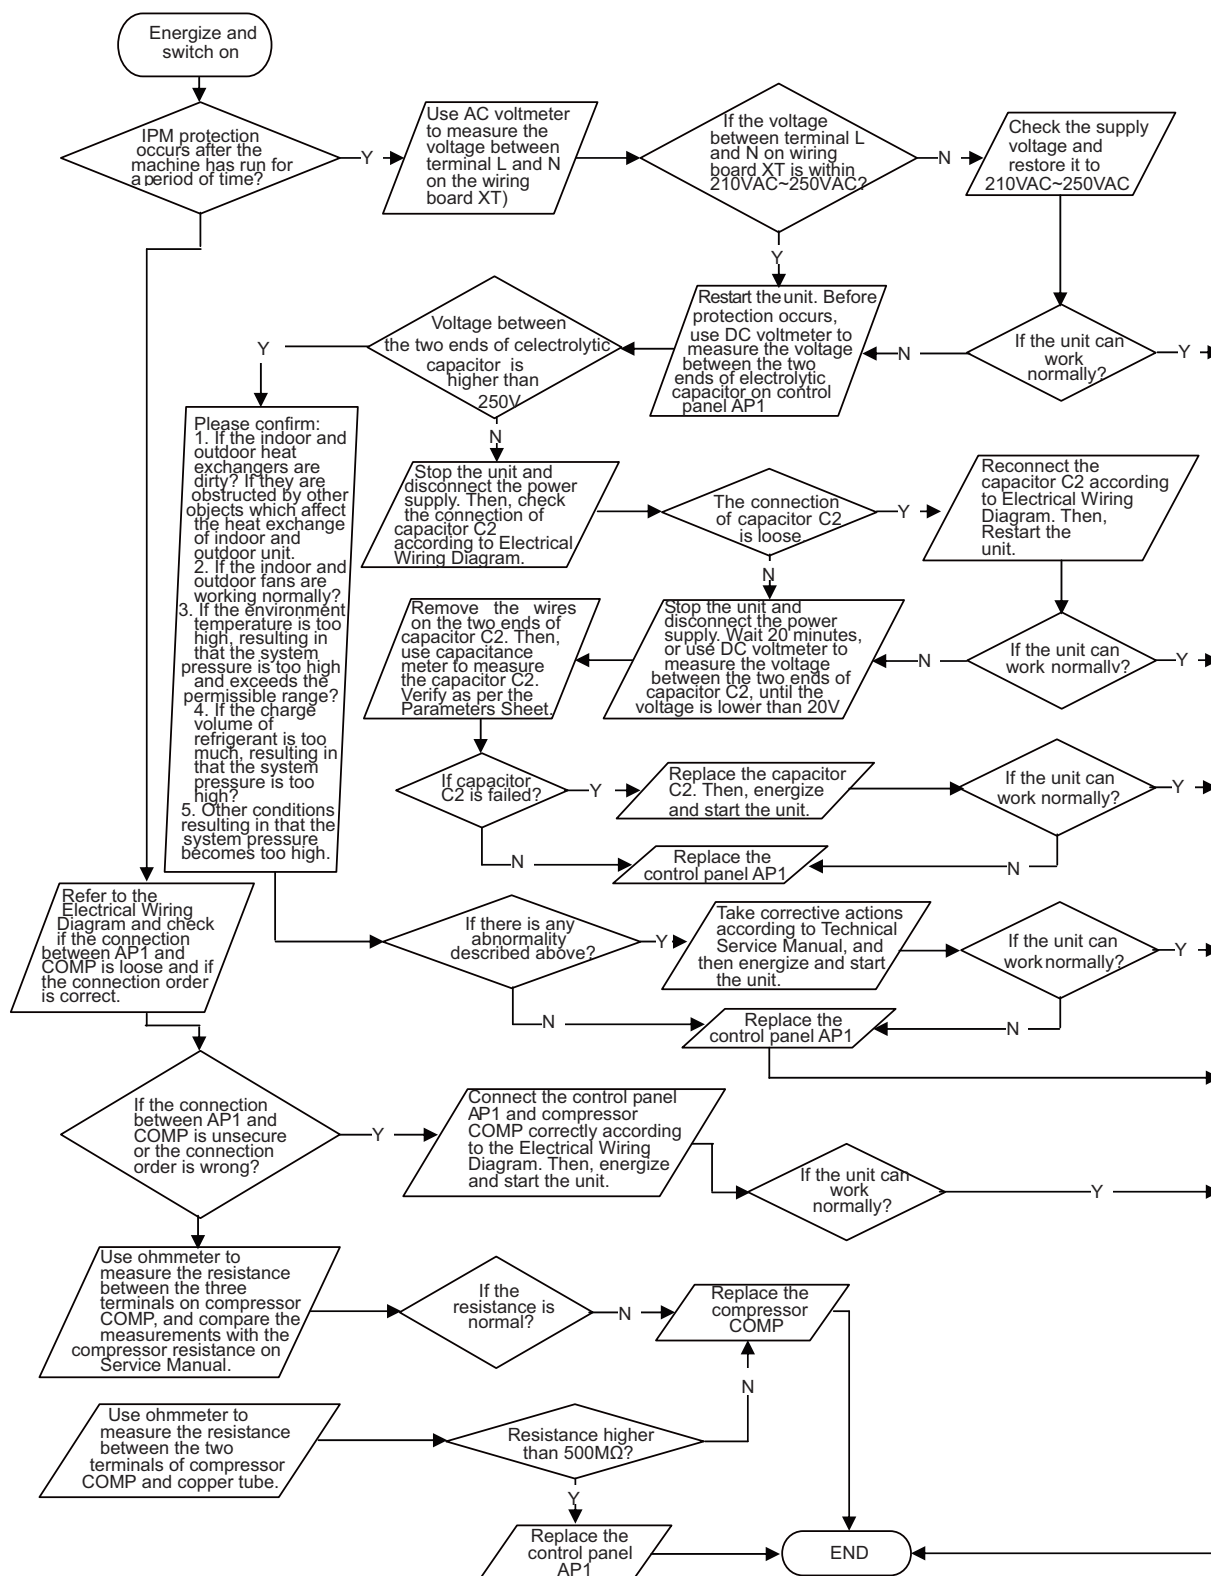 Energize and
switch on
IPM protection
occurs after the
machine has run for
a period of time?
Y
Use AC voltmeter
to measure the
voltage between
terminal L and N
on the wiring
board XT)
If the voltage
between terminal L
and N on wiring
board XT is within
210VAC~250VAC?
N
Check the supply
voltage and
restore it to
210VAC~250VAC
Y
Voltage between
the two ends of celectrolytic
capacitor is
higher than
250V
Y
Restart the unit. Before
protection occurs,
use DC voltmeter to
measure the voltage
between the two
ends of electrolytic
capacitor on control
panel AP1
N
If the unit can
work
normally?
Y
Please confirm:
1. If the indoor and
outdoor heat
exchangers are
dirty? If they are
obstructed by other
objects which affect
the heat exchange
of indoor and
outdoor unit.
2. If the indoor and
outdoor fans are
working normally?
3. If the environment
temperature is too
high, resulting in
that the system
pressure is too high
and exceeds the
permissible range?
4. If the charge
volume of
refrigerant is too
much, resulting in
that the system
pressure is too
high?
5. Other conditions
resulting in that the
system pressure
becomes too high.
N
Stop the unit and
disconnect the power
supply. Then, check
the connection of
capacitor C2
according to Electrical
Wiring Diagram.
The connection
of capacitor C2
is loose
Y
Reconnect the
capacitor C2 according
to Electrical Wiring
Diagram. Then,
Restart the
unit.
N
Remove the wires
on the two ends of
capacitor C2. Then,
use capacitance
meter to measure
the capacitor C2.
Verify as per the
Parameters Sheet.
Stop the unit and
disconnect the power
supply. Wait 20 minutes,
or use DC voltmeter to
measure the voltage
between the two ends of
capacitor C2, until the
voltage is lower than 20V
N
If the unit can
work normally?
Y
If capacitor
C2 is failed?
Y
Replace the capacitor
C2. Then, energize
and start the unit.
If the unit can
work normally?
Y
N
Replace the
control panel AP1
N
Refer to the
Electrical Wiring
Diagram and check
if the connection
between AP1 and
COMP is loose and if
the connection order
is correct.
If there is any
abnormality
described above?
Y
Take corrective actions
according to Technical
Service Manual, and
then energize and start
the unit.
If the unit can
work normally?
Y
N
Replace the
control panel AP1
N
If the connection
between AP1 and
COMP is unsecure
or the connection
order is wrong?
Y
Connect the control panel
AP1 and compressor
COMP correctly according
to the Electrical Wiring
Diagram. Then, energize
and start the unit.
If the unit can
work
normally?
Y
Use ohmmeter to
measure the resistance
between the three
terminals on compressor
COMP, and compare the
measurements with the
compressor resistance on
Service Manual.
If the
resistance is
normal?
N
Replace the
compressor
COMP
N
Use ohmmeter to
measure the resistance
between the two
terminals of compressor
COMP and copper tube.
Resistance higher
than 500MΩ?
Y
Replace the
control panel
AP1
END